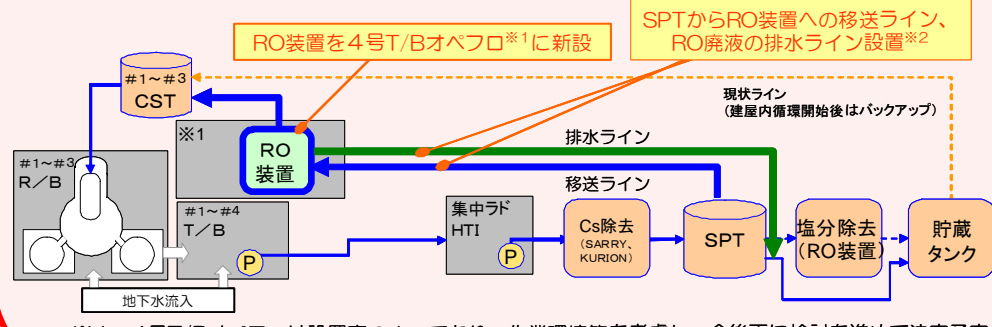 RO装置を4号T/Bオペフロ※1に新設
SPTからRO装置への移送ライン、
RO廃液の排水ライン設置※2
#1~#3
CST
現状ライン
(建屋内循環開始後はバックアップ)
※1
RO
装置
排水ライン
移送ライン
#1~#3
R/B
#1~#4
T/B
P
集中ラド
HTI
P
Cs除去
(SARRY、
KURION)
SPT
塩分除去
(RO装置)
貯蔵
タンク
地下水流入